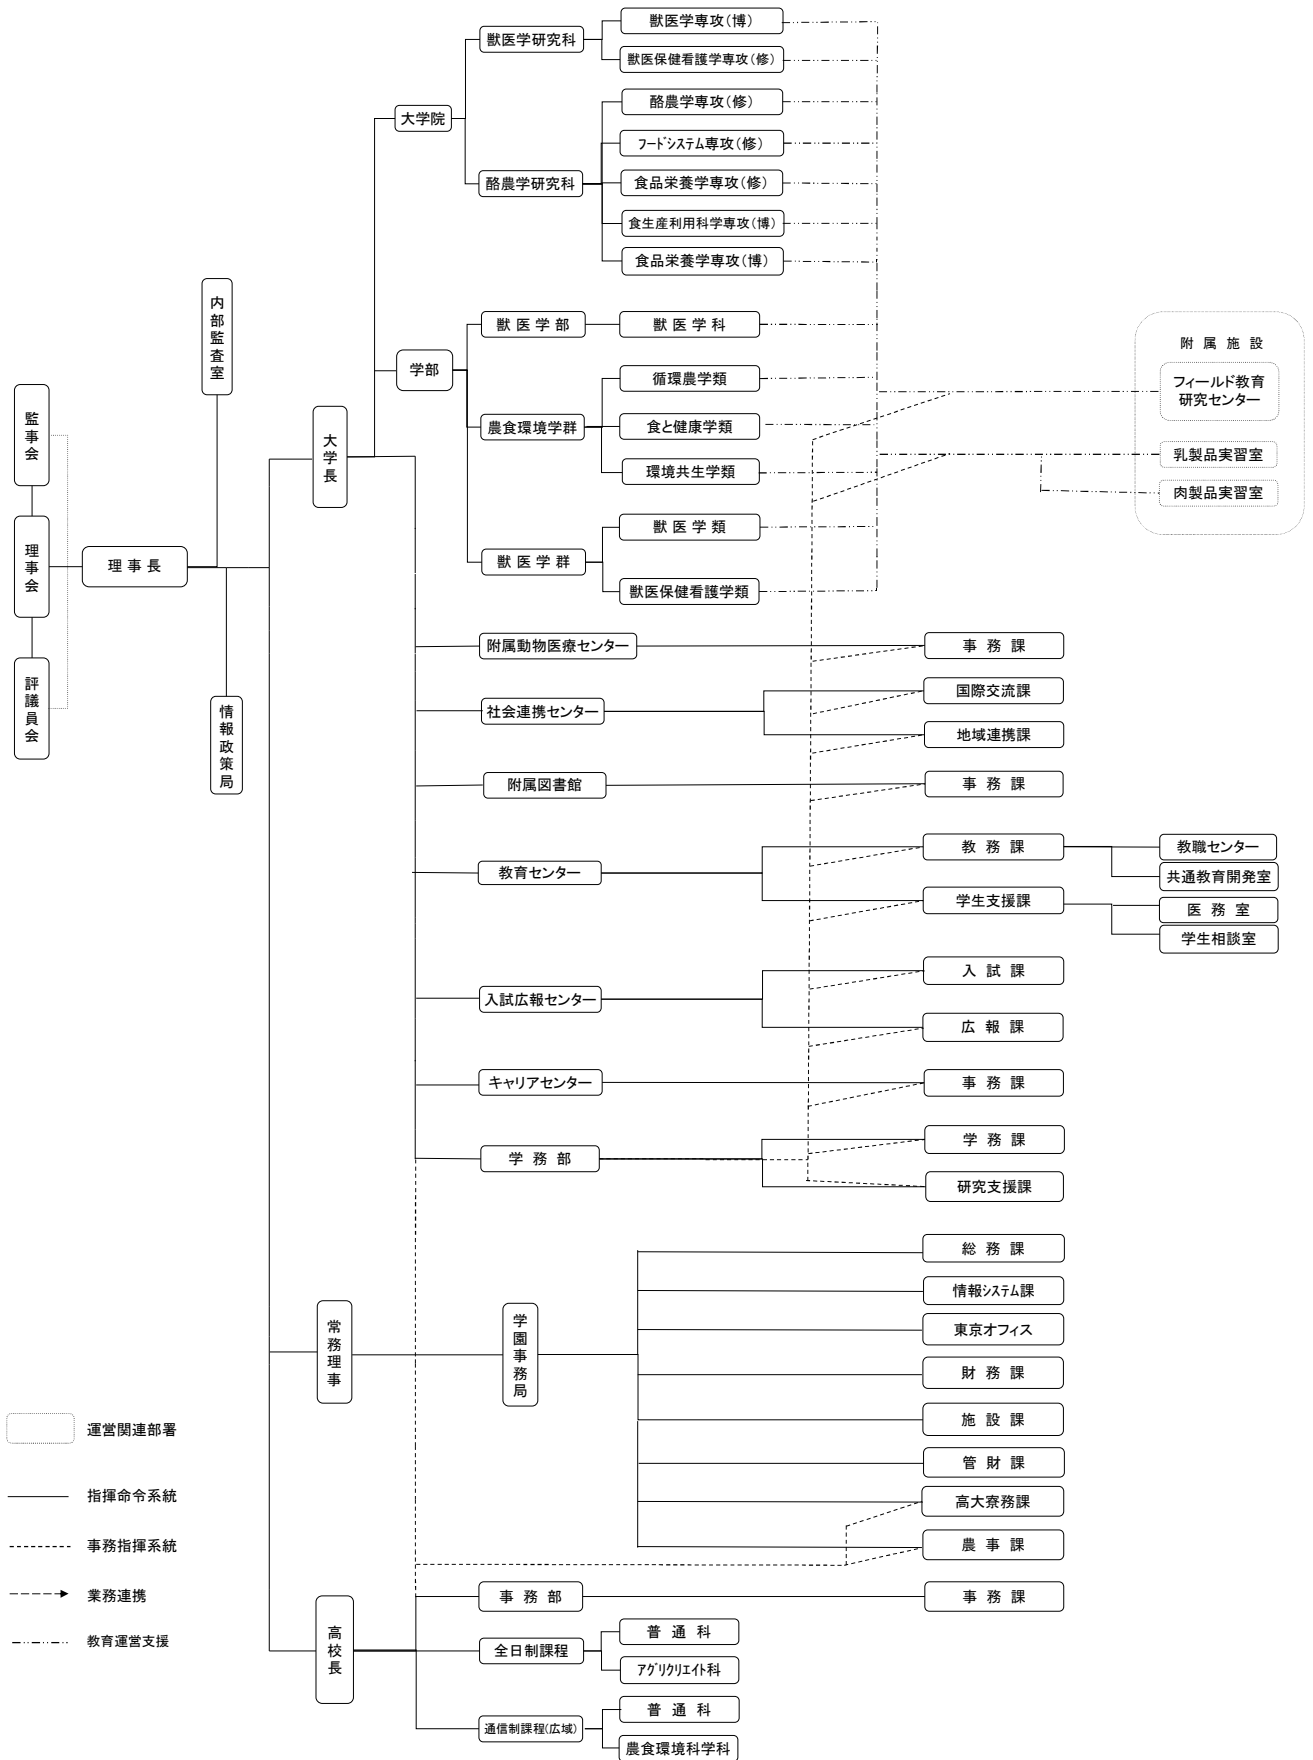 獣医学専攻（博）
獣医学研究科
獣医保健看護学専攻（修）
酪農学専攻（修）
大学院
ﾌｰﾄﾞｼｽﾃﾑ専攻（修）
酪農学研究科
食品栄養学専攻（修）
食生産利用科学専攻（博）
食品栄養学専攻（博）
内部監査室
獣医学部
獣医学科
附属施設
学部
循環農学類
フィールド教育
研究センター
監事会
大学長
農食環境学群
食と健康学類
乳製品実習室
環境共生学類
肉製品実習室
理事会
獣医学類
理事長
獣医学群
獣医保健看護学類
附属動物医療センター
事務課
評議員会
国際交流課
情報政策局
社会連携センター
地域連携課
附属図書館
事務課
教務課
教職センター
教育センター
共通教育開発室
学生支援課
医務室
学生相談室
入試課
入試広報センター
広報課
キャリアセンター
事務課
学務課
学務部
研究支援課
総務課
情報ｼｽﾃﾑ課
東京オフィス
常務理事
学園事務局
財務課
施設課
運営関連部署
管財課
指揮命令系統
高大寮務課
事務指揮系統
農事課
業務連携
事務部
事務課
高校長
普通科
教育運営支援
全日制課程
ｱｸﾞﾘｸﾘｴｲﾄ科
普通科
通信制課程(広域)
農食環境科学科